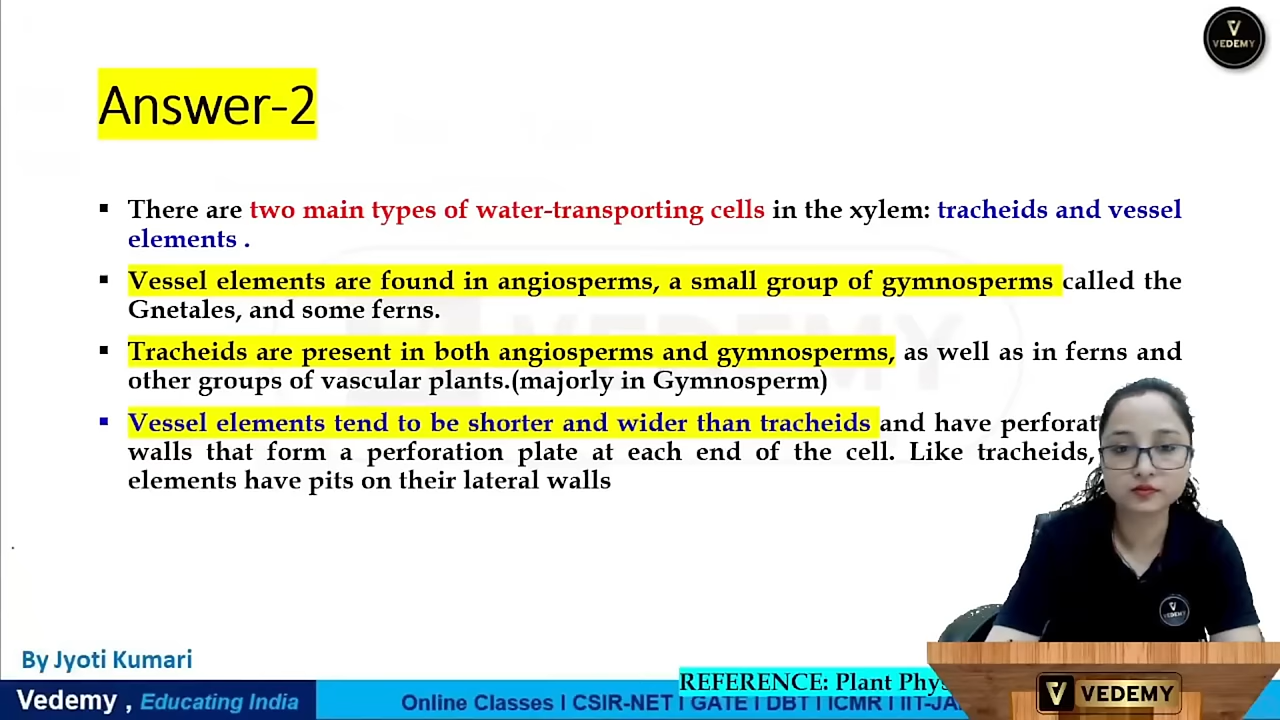 VEDEMY
Answer-2
▪ There are two main types of water-transporting cells in the xylem: tracheids and vessel
elements .
▪ Vessel elements are found in angiosperms, a small group of gymnosperms called the
Gnetales, and some ferns.
▪ Tracheids are present in both angiosperms and gymnosperms, as well as in ferns and
other groups of vascular plants.(majorly in Gymnosperm)
▪ Vessel elements tend to be shorter and wider than tracheids and have
walls that form a perforation plate at each end of the cell. Like tracheids,
elements have pits on their lateral walls
VEDEMY
VEDEMY
By Jyoti Kumari
REFERENCE: Plant
Vedemy , Educating India
Online Classes I CSIR-NET I GATE I DBT I ICMR I
VEDEMY